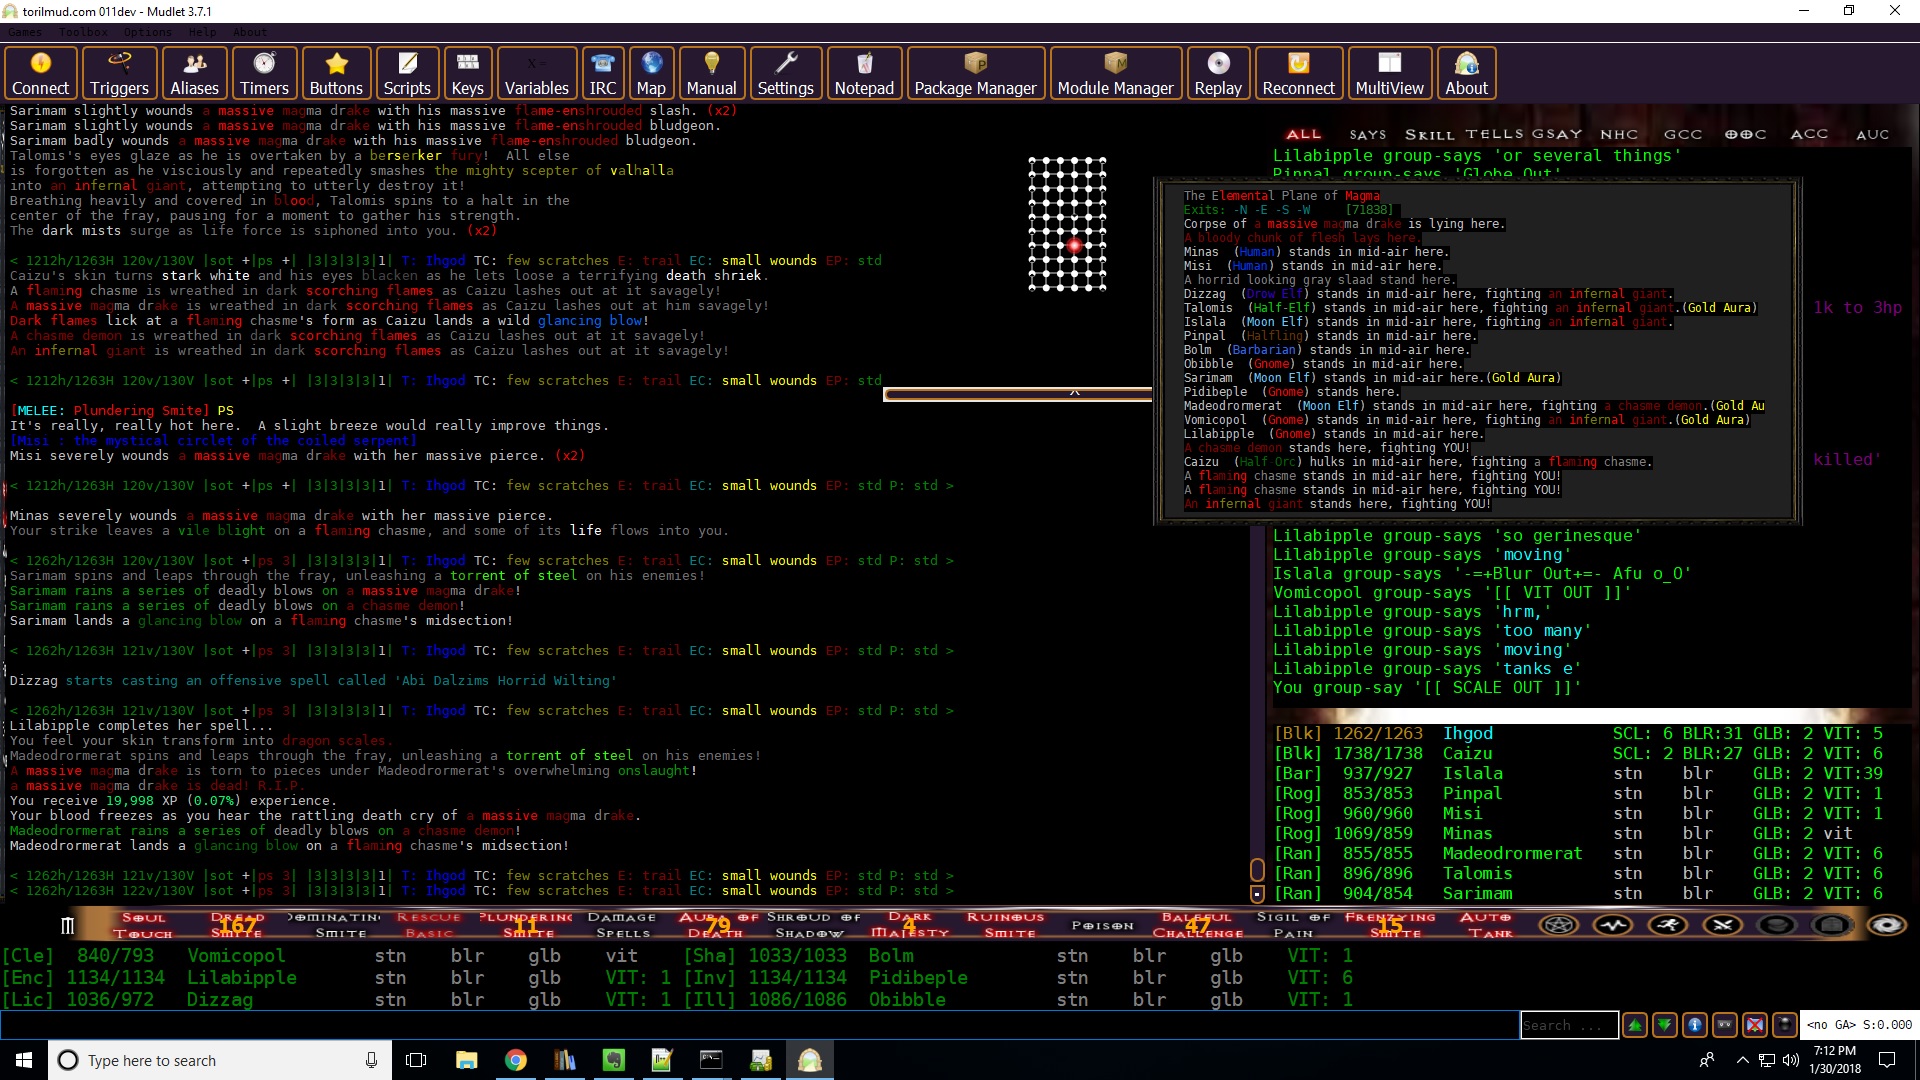 torilmud.com 011dev - Mudlet 3.7.1
Games Toolbox Options Help About
Connect Triggers Aliases Timers Buttons Scripts Keys Variables IRC Map Manual Settings Notepad Package Manager Module Manager Replay Reconnect MultiView About
Sarimam slightly wounds a massive magma drake with his massive flame-enshrouded slash. (x2)
Sarimam slightly wounds a massive magma drake with his massive flame-enshrouded bludgeon.
Sarimam badly wounds a massive magma drake with his massive flame-enshrouded bludgeon.
Talomis's eyes glaze as he is overtaken by a berserker fury!  All else
is forgotten as he visciously and repeatedly smashes the mighty scepter of valhalla
into an infernal giant, attempting to utterly destroy it!
Breathing heavily and covered in blood, Talomis spins to a halt in the
center of the fray, pausing for a moment to gather his strength.
The dark mists surge as life force is siphoned into you. (x2)
< 1212h/1263H 120v/130V |sot +|ps +| |3|3|3|3|1| T: Ihgod TC: few scratches E: trail EC: small wounds EP: std
Caizu's skin turns stark white and his eyes blacken as he lets loose a terrifying death shriek.
A flaming chasme is wreathed in dark scorching flames as Caizu lashes out at it savagely!
A massive magma drake is wreathed in dark scorching flames as Caizu lashes out at him savagely!
Dark flames lick at a flaming chasme's form as Caizu lands a wild glancing blow!
A chasme demon is wreathed in dark scorching flames as Caizu lashes out at it savagely!
An infernal giant is wreathed in dark scorching flames as Caizu lashes out at it savagely!
< 1212h/1263H 120v/130V |sot +|ps +| |3|3|3|3|1| T: Ihgod TC: few scratches E: trail EC: small wounds EP: std
[MELEE: Plundering Smite] PS
It's really, really hot here.  A slight breeze would really improve things.
[Misi : the mystical circlet of the coiled serpent]
Misi severely wounds a massive magma drake with her massive pierce. (x2)
< 1212h/1263H 120v/130V |sot +|ps +| |3|3|3|3|1| T: Ihgod TC: few scratches E: trail EC: small wounds EP: std P: std >
Minas severely wounds a massive magma drake with her massive pierce.
Your strike leaves a vile blight on a flaming chasme, and some of its life flows into you.
< 1262h/1263H 120v/130V |sot +|ps 3| |3|3|3|3|1| T: Ihgod TC: few scratches E: trail EC: small wounds EP: std P: std >
Sarimam spins and leaps through the fray, unleashing a torrent of steel on his enemies!
Sarimam rains a series of deadly blows on a massive magma drake!
Sarimam rains a series of deadly blows on a chasme demon!
Sarimam lands a glancing blow on a flaming chasme's midsection!
< 1262h/1263H 121v/130V |sot +|ps 3| |3|3|3|3|1| T: Ihgod TC: few scratches E: trail EC: small wounds EP: std P: std >
Dizzag starts casting an offensive spell called 'Abi Dalzims Horrid Wilting'
< 1262h/1263H 121v/130V |sot +|ps 3| |3|3|3|3|1| T: Ihgod TC: few scratches E: trail EC: small wounds EP: std P: std >
Lilabipple completes her spell...
You feel your skin transform into dragon scales.
Madeodrormerat spins and leaps through the fray, unleashing a torrent of steel on his enemies!
A massive magma drake is torn to pieces under Madeodrormerat's overwhelming onslaught!
a massive magma drake is dead! R.I.P.
You receive 19,998 XP (0.07%) experience.
Your blood freezes as you hear the rattling death cry of a massive magma drake.
Madeodrormerat rains a series of deadly blows on a chasme demon!
Madeodrormerat lands a glancing blow on a flaming chasme's midsection!
< 1262h/1263H 121v/130V |sot +|ps 3| |3|3|3|3|1| T: Ihgod TC: few scratches E: trail EC: small wounds EP: std P: std >
< 1262h/1263H 122v/130V |sot +|ps 3| |3|3|3|3|1| T: Ihgod TC: few scratches E: trail EC: small wounds EP: std P: std >
ALL SAYS SKILL TELLS GSAY NHC GCC OOC ACC AUC
Lilabipple group-says 'or several things'
Pinpal group-says 'Globe Out'
The Elemental Plane of Magma
Exits: -N -E -S -W     [71838]
Corpse of a massive magma drake is lying here.
A bloody chunk of flesh lays here.
Minas  (Human) stands in mid-air here.
Misi  (Human) stands in mid-air here.
A horrid looking gray slaad stand here.
Dizzag  (Drow Elf) stands in mid-air here, fighting an infernal giant.
Talomis  (Half-Elf) stands in mid-air here, fighting an infernal giant.(Gold Aura)
Islala  (Moon Elf) stands in mid-air here, fighting an infernal giant.
Pinpal  (Halfling) stands in mid-air here.
Bolm  (Barbarian) stands in mid-air here.
Obibble  (Gnome) stands in mid-air here.
Sarimam  (Moon Elf) stands in mid-air here.(Gold Aura)
Pidibeple  (Gnome) stands here.
Madeodrormerat  (Moon Elf) stands in mid-air here, fighting a chasme demon.(Gold Au
Vomicopol  (Gnome) stands in mid-air here, fighting an infernal giant.(Gold Aura)
Lilabipple  (Gnome) stands in mid-air here.
A chasme demon stands here, fighting YOU!
Caizu  (Half-Orc) hulks in mid-air here, fighting a flaming chasme.
A flaming chasme stands in mid-air here, fighting YOU!
A flaming chasme stands in mid-air here, fighting YOU!
An infernal giant stands here, fighting YOU!
1k to 3hp
killed'
Lilabipple group-says 'so gerinesque'
Lilabipple group-says 'moving'
Islala group-says '-=+Blur Out+=- Afu o_O'
Vomicopol group-says '[[ VIT OUT ]]'
Lilabipple group-says 'hrm,'
Lilabipple group-says 'too many'
Lilabipple group-says 'moving'
Lilabipple group-says 'tanks e'
You group-say '[[ SCALE OUT ]]'
[Blk] 1262/1263  Ihgod  SCL: 6 BLR:31 GLB: 2 VIT: 5
[Blk] 1738/1738  Caizu  SCL: 2 BLR:27 GLB: 2 VIT: 6
[Bar]  937/927  Islala  stn  blr  GLB: 2 VIT:39
[Rog]  853/853  Pinpal  stn  blr  GLB: 2 VIT: 1
[Rog]  960/960  Misi  stn  blr  GLB: 2 VIT: 1
[Rog] 1069/859  Minas  stn  blr  GLB: 2 vit
[Ran]  855/855  Madeodrormerat  stn  blr  GLB: 2 VIT: 6
[Ran]  896/896  Talomis  stn  blr  GLB: 2 VIT: 6
[Ran]  904/854  Sarimam  stn  blr  GLB: 2 VIT: 6
SOUL TOUCH
DREAD SMITE 167
DOMINATING SMITE
RESCUE BASIC
PLUNDERING SMITE 11
DAMAGE SPELLS
AURA OF DEATH 79
SHROUD OF SHADOW
DARK MAJESTY 4
RUINOUS SMITE
POISON
BALEFUL CHALLENGE 47
SIGIL OF PAIN
FRENZYING SMITE 15
AUTO TANK
[Cle]  840/793  Vomicopol  stn  blr  glb  vit  [Sha] 1033/1033  Bolm  stn  blr  glb  VIT: 1
[Enc] 1134/1134  Lilabipple  stn  blr  glb  VIT: 1 [Inv] 1134/1134  Pidibeple  stn  blr  glb  VIT: 6
[Lic] 1036/972  Dizzag  stn  blr  glb  VIT: 1 [Ill] 1086/1086  Obibble  stn  blr  glb  VIT: 1
Search ...
<no GA> S:0.000
Type here to search
7:12 PM
1/30/2018